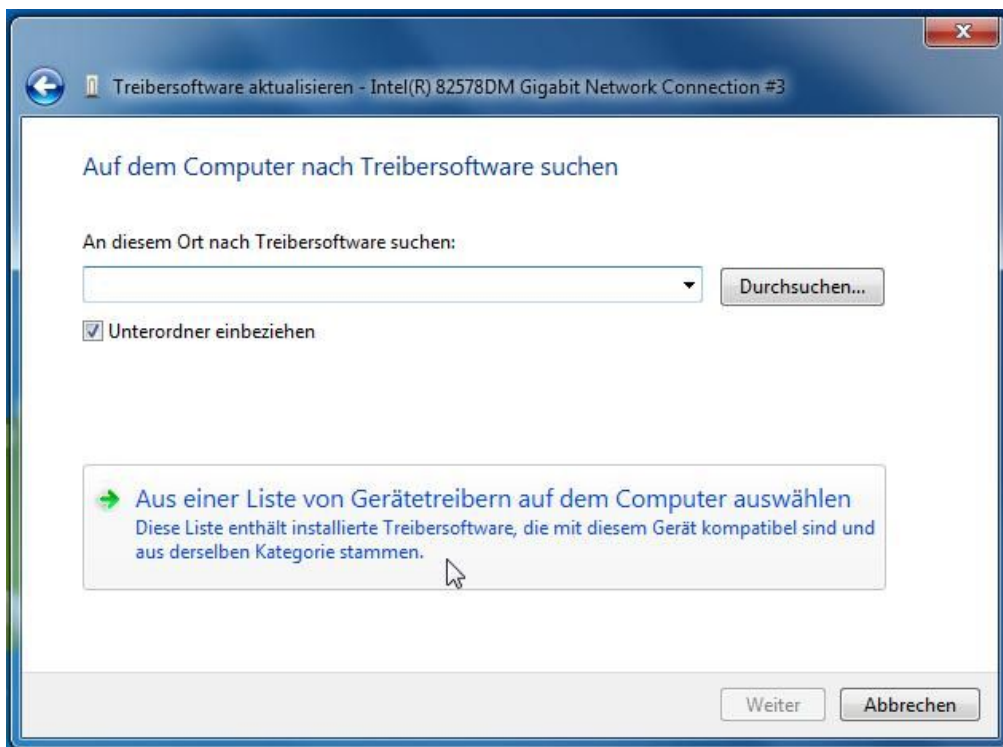 Treibersoftware aktualisieren - Intel(R) 82578DM Gigabit Network Connection #3
Auf dem Computer nach Treibersoftware suchen
An diesem Ort nach Treibersoftware suchen:
Durchsuchen...
Unterordner einbeziehen
Aus einer Liste von Gerätetreibern auf dem Computer auswählen
Diese Liste enthält installierte Treibersoftware, die mit diesem Gerät kompatibel sind und
aus derselben Kategorie stammen.
Weiter
Abbrechen